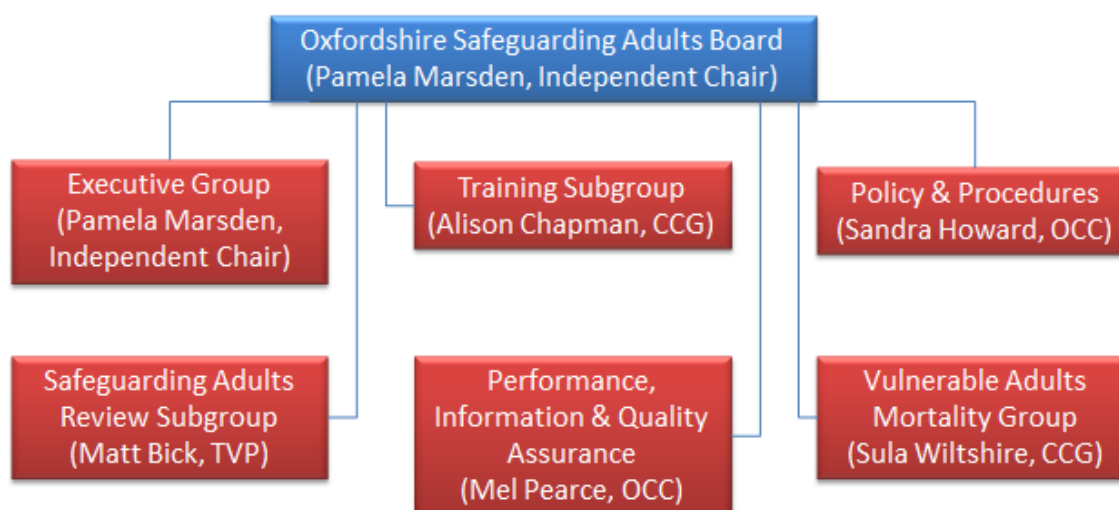 Oxfordshire Safeguarding Adults Board
(Pamela Marsden, Independent Chair)
Executive Group
(Pamela Marsden,
Independent Chair)
Training Subgroup
(Alison Chapman, CCG)
Policy & Procedures
(Sandra Howard, OCC)
Safeguarding Adults
Review Subgroup
(Matt Bick, TVP)
Performance,
Information & Quality
Assurance
(Mel Pearce, OCC)
Vulnerable Adults
Mortality Group
(Sula Wiltshire, CCG)